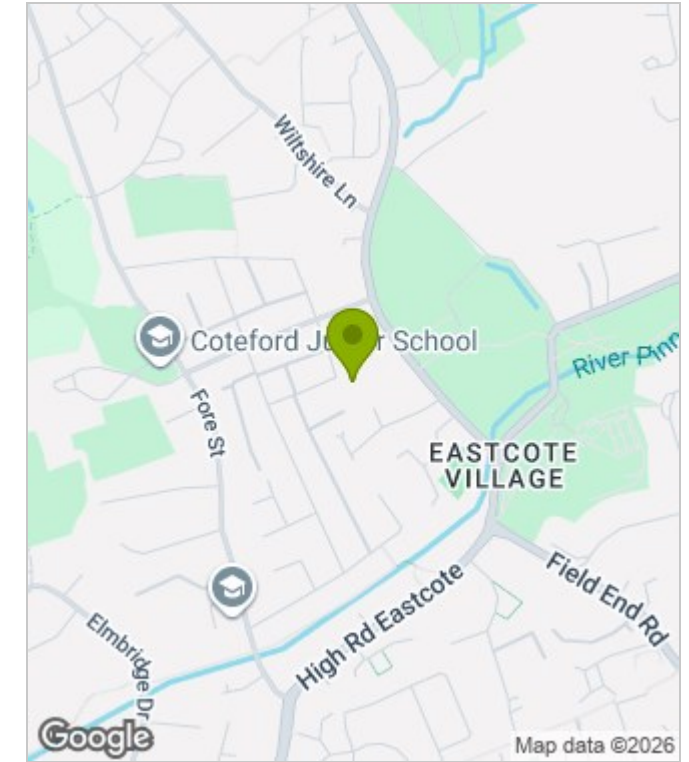 Wiltshire Ln
Coteford Ju    r School
River Pinn
Fore St
EASTCOTE
VILLAGE
Field End Rd
High Rd Eastcote
Elmbridge Dr
Google
Map data ©2026